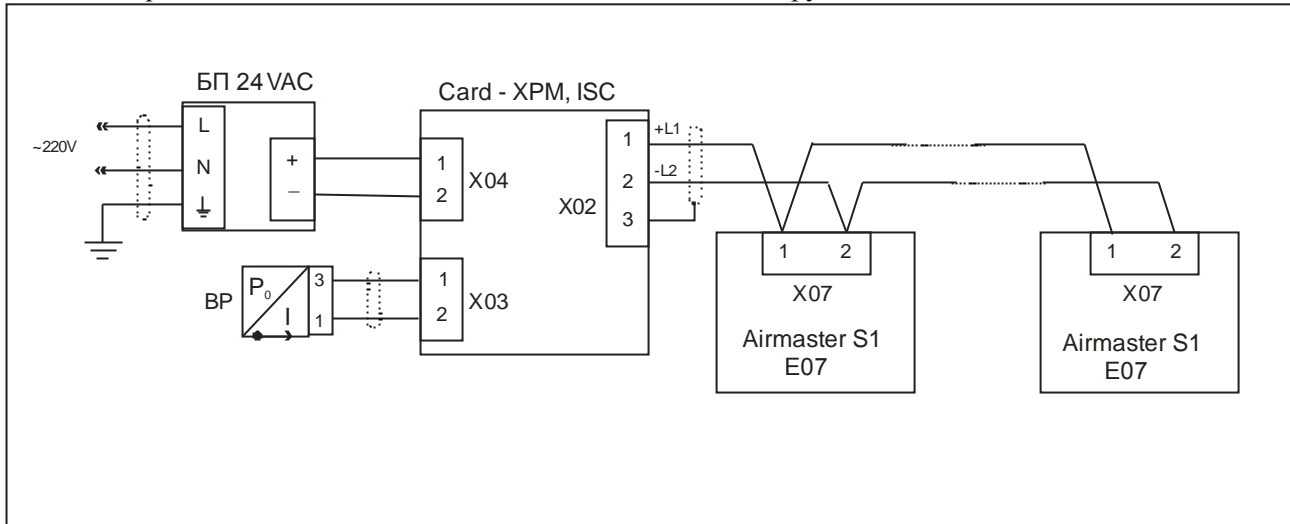 БП 24 VAC
Card - XPM, ISC
~220V
L
N
+
–
1
2
X04
1
2
3
X02
+L1
-L2
BP
P₀
I
3
1
1
2
X03
1 2
X07
Airmaster S1
E07
1 2
X07
Airmaster S1
E07